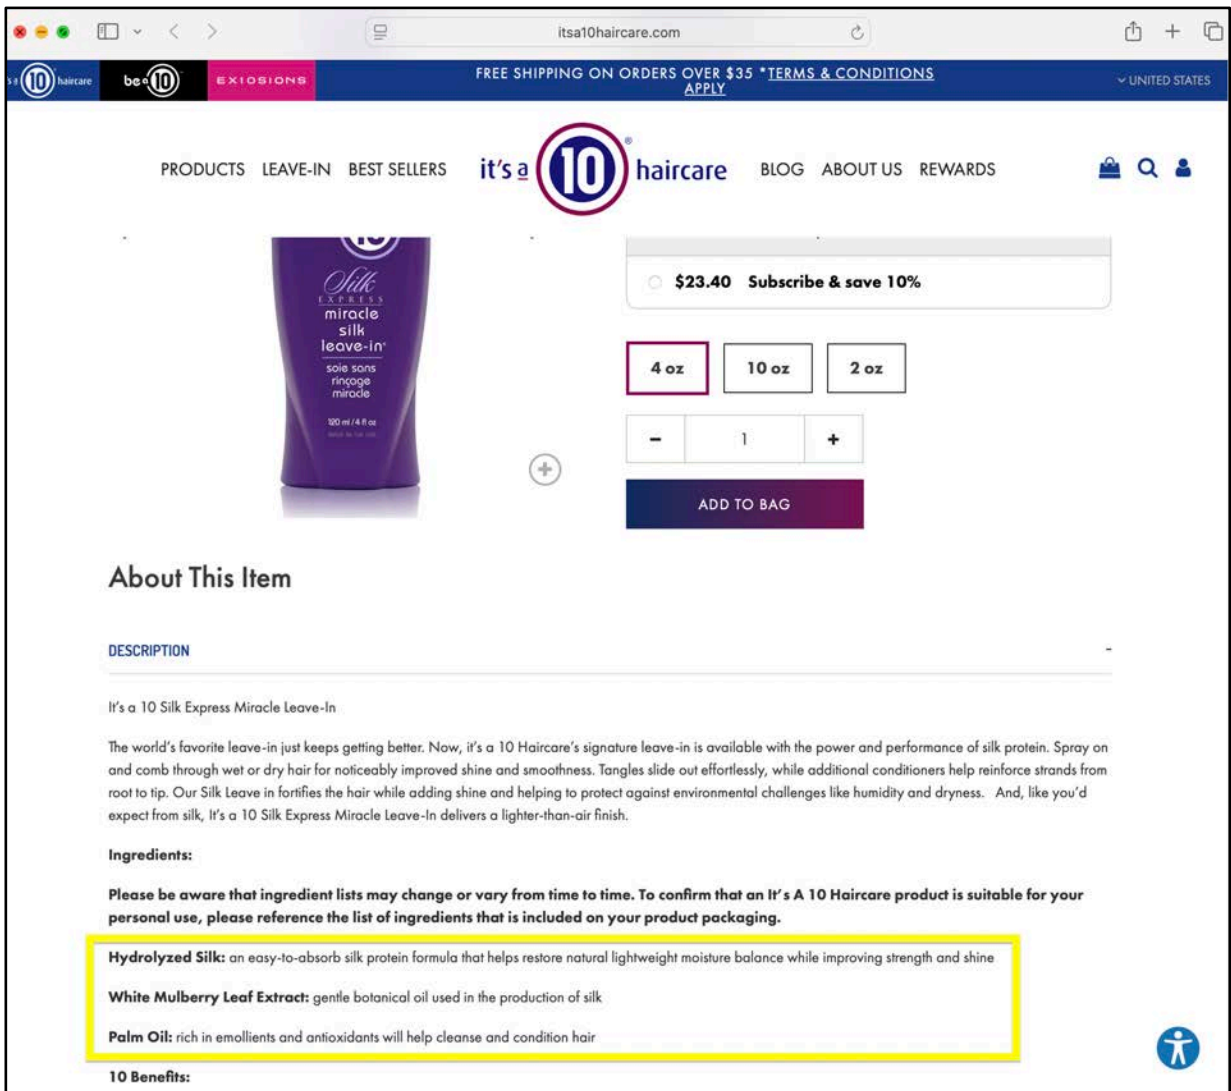 itsa10haircare.com
10 haircare
be a 10
EX10SIONS
FREE SHIPPING ON ORDERS OVER $35 *TERMS & CONDITIONS
APPLY
UNITED STATES
PRODUCTS LEAVE-IN BEST SELLERS
it's a 10 haircare
BLOG ABOUT US REWARDS
Silk
EXPRESS
miracle
silk
leave-in
soie sans
rinçage
miracle
120 ml / 4 fl oz
$23.40 Subscribe & save 10%
4 oz 10 oz 2 oz
− 1 +
ADD TO BAG
About This Item
DESCRIPTION -
It's a 10 Silk Express Miracle Leave-In
The world's favorite leave-in just keeps getting better. Now, it's a 10 Haircare's signature leave-in is available with the power and performance of silk protein. Spray on
and comb through wet or dry hair for noticeably improved shine and smoothness. Tangles slide out effortlessly, while additional conditioners help reinforce strands from
root to tip. Our Silk Leave in fortifies the hair while adding shine and helping to protect against environmental challenges like humidity and dryness. And, like you'd
expect from silk, It's a 10 Silk Express Miracle Leave-In delivers a lighter-than-air finish.
Ingredients:
Please be aware that ingredient lists may change or vary from time to time. To confirm that an It's A 10 Haircare product is suitable for your
personal use, please reference the list of ingredients that is included on your product packaging.
Hydrolyzed Silk: an easy-to-absorb silk protein formula that helps restore natural lightweight moisture balance while improving strength and shine
White Mulberry Leaf Extract: gentle botanical oil used in the production of silk
Palm Oil: rich in emollients and antioxidants will help cleanse and condition hair
10 Benefits: